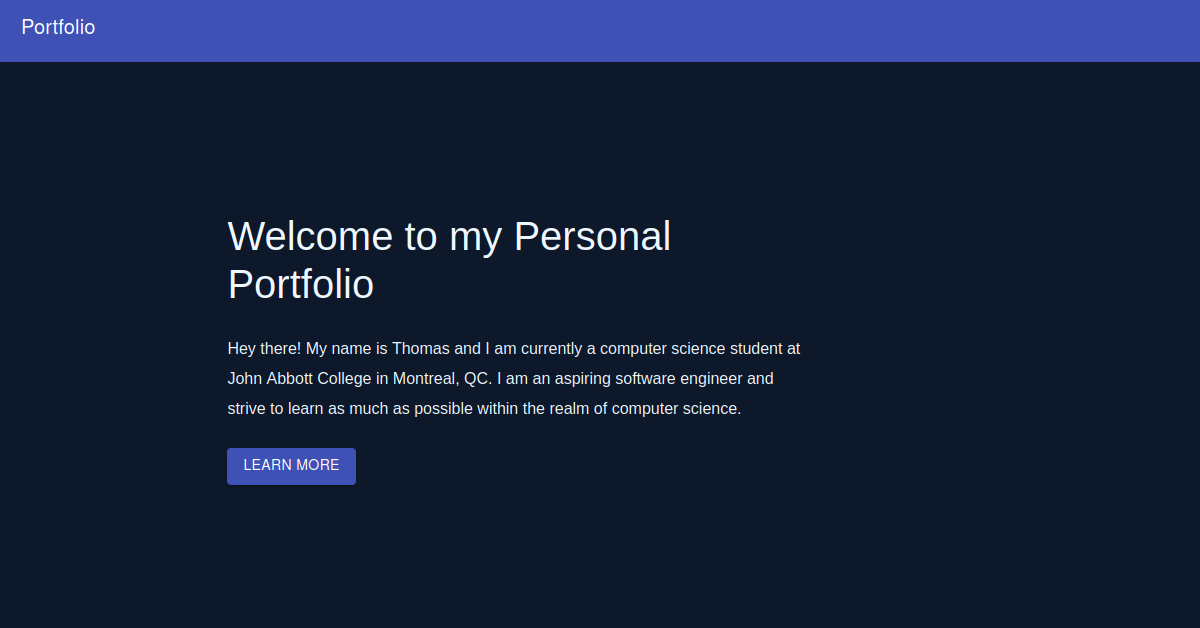 Portfolio
Welcome to my Personal
Portfolio
Hey there! My name is Thomas and I am currently a computer science student at
John Abbott College in Montreal, QC. I am an aspiring software engineer and
strive to learn as much as possible within the realm of computer science.
LEARN MORE